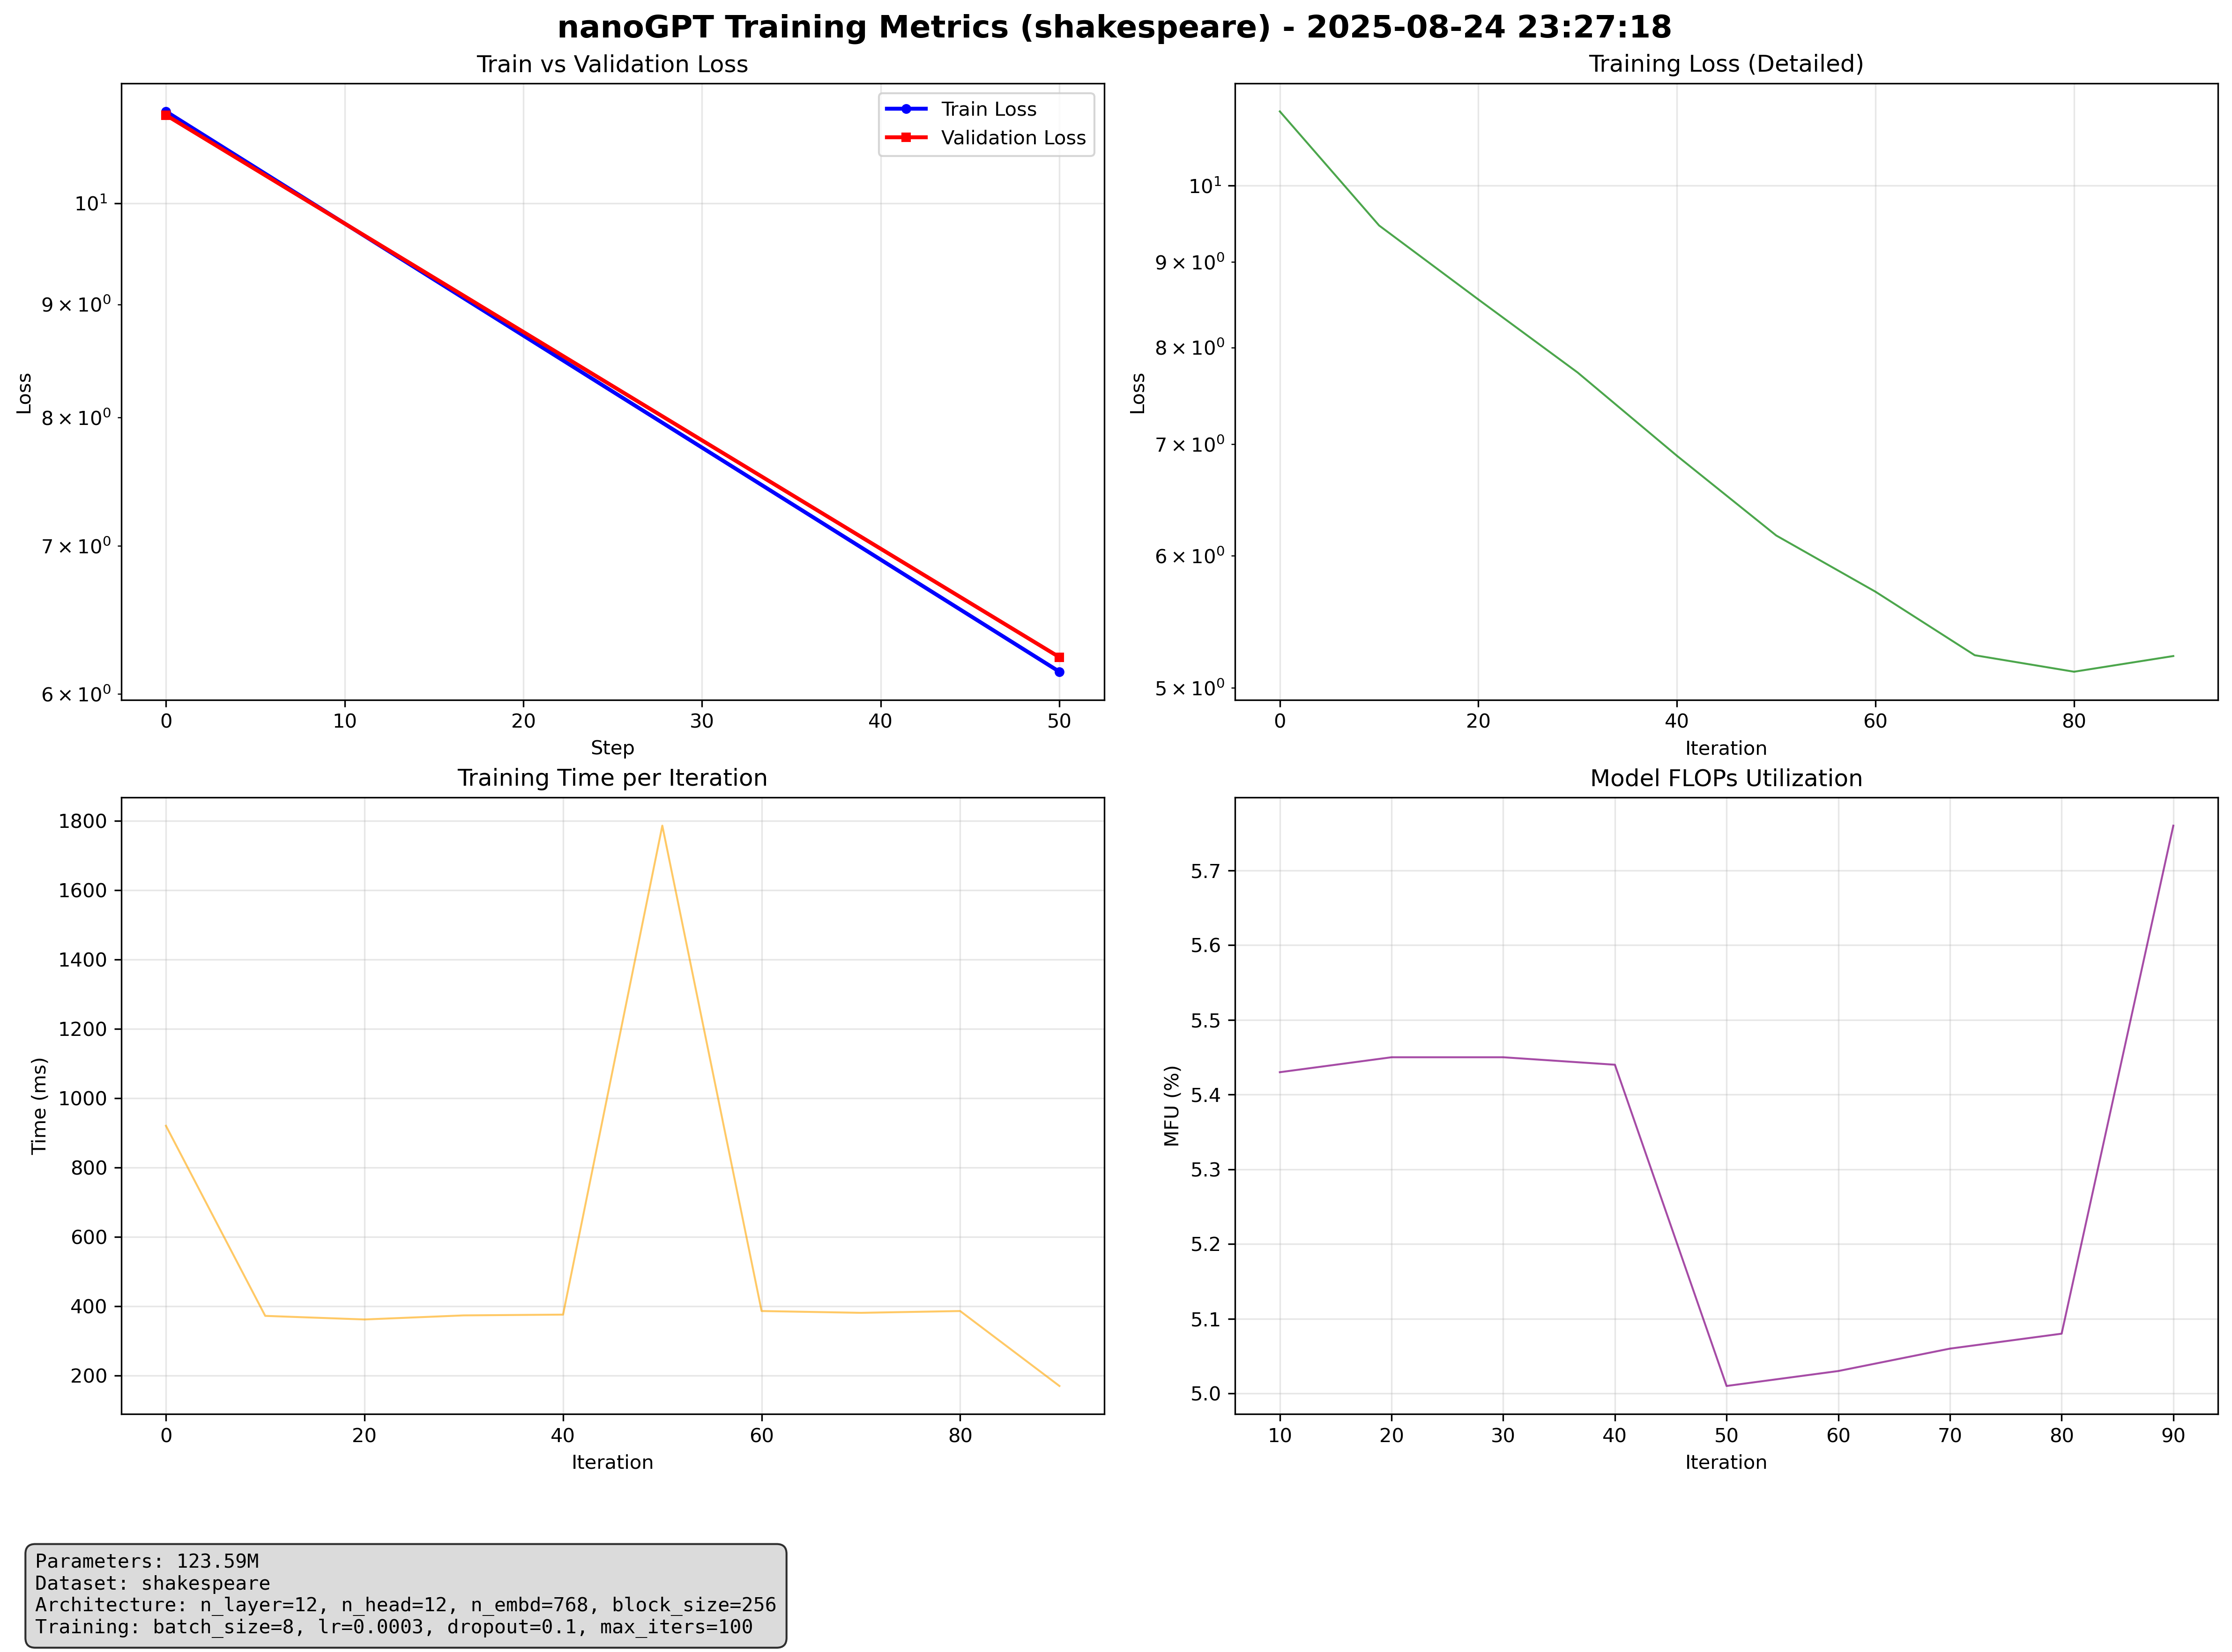 nanoGPT Training Metrics (shakespeare) - 2025-08-24 23:27:18
Train vs Validation Loss
Train Loss
Validation Loss
10¹
9 × 10⁰
8 × 10⁰
7 × 10⁰
6 × 10⁰
Loss
0 10 20 30 40 50
Step
Training Loss (Detailed)
10¹
9 × 10⁰
8 × 10⁰
7 × 10⁰
6 × 10⁰
5 × 10⁰
Loss
0 20 40 60 80
Iteration
Training Time per Iteration
1800
1600
1400
1200
1000
800
600
400
200
Time (ms)
0 20 40 60 80
Iteration
Model FLOPs Utilization
5.7
5.6
5.5
5.4
5.3
5.2
5.1
5.0
MFU (%)
10 20 30 40 50 60 70 80 90
Iteration
Parameters: 123.59M
Dataset: shakespeare
Architecture: n_layer=12, n_head=12, n_embd=768, block_size=256
Training: batch_size=8, lr=0.0003, dropout=0.1, max_iters=100